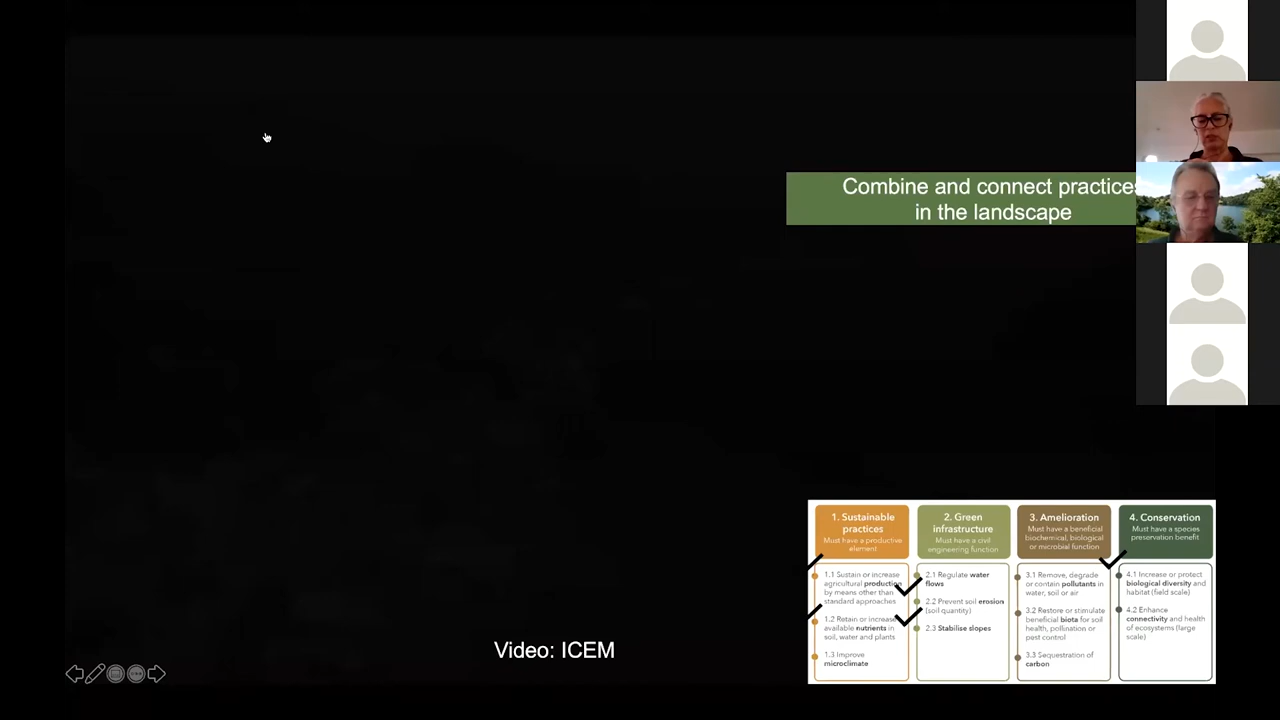 Combine and connect practices
in the landscape
1. Sustainable
practices
Must have a productive
element
1.1 Sustain or increase
agricultural production
by means other than
standard approaches
1.2 Retain or increase
available nutrients in
soil, water and plants
1.3 Improve
microclimate
2. Green
infrastructure
Must have a civil
engineering function
2.1 Regulate water
flows
2.2 Prevent soil erosion
(soil quantity)
2.3 Stabilise slopes
3. Amelioration
Must have a beneficial
biochemical, biological
or microbial function
3.1 Remove, degrade
or contain pollutants in
water, soil or air
3.2 Restore or stimulate
beneficial biota for soil
health, pollination or
pest control
3.3 Sequestration of
carbon
4. Conservation
Must have a species
preservation benefit
4.1 Increase or protect
biological diversity and
habitat (field scale)
4.2 Enhance
connectivity and health
of ecosystems (large
scale)
Video: ICEM